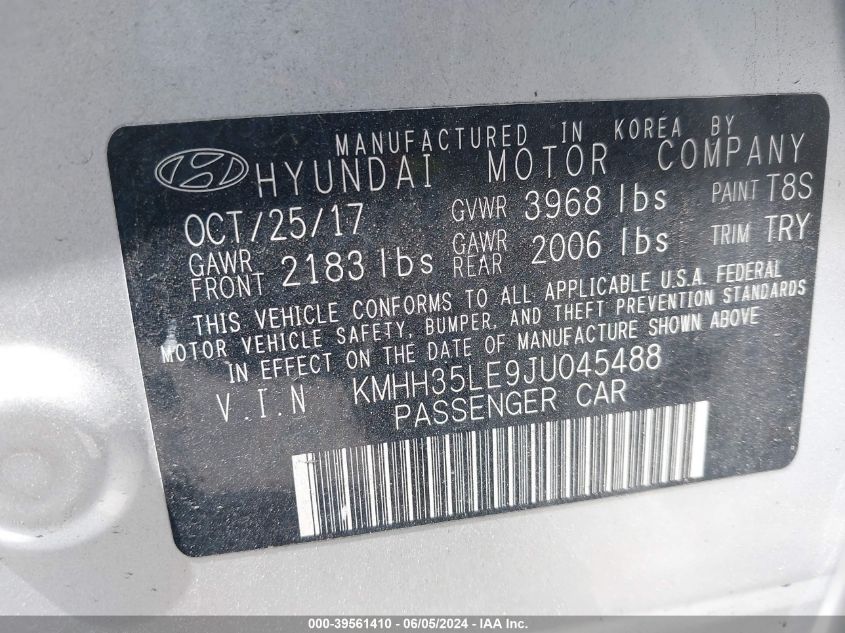 MANUFACTURED IN KOREA BY
HYUNDAI MOTOR COMPANY
OCT/25/17 GVWR 3968 lbs PAINT T8S
GAWR FRONT 2183 lbs GAWR REAR 2006 lbs TRIM TRY
THIS VEHICLE CONFORMS TO ALL APPLICABLE U.S.A. FEDERAL
MOTOR VEHICLE SAFETY, BUMPER, AND THEFT PREVENTION STANDARDS
IN EFFECT ON THE DATE OF MANUFACTURE SHOWN ABOVE
V.I.N KMHH35LE9JU045488
PASSENGER CAR
000-39561410 - 06/05/2024 - IAAI.com